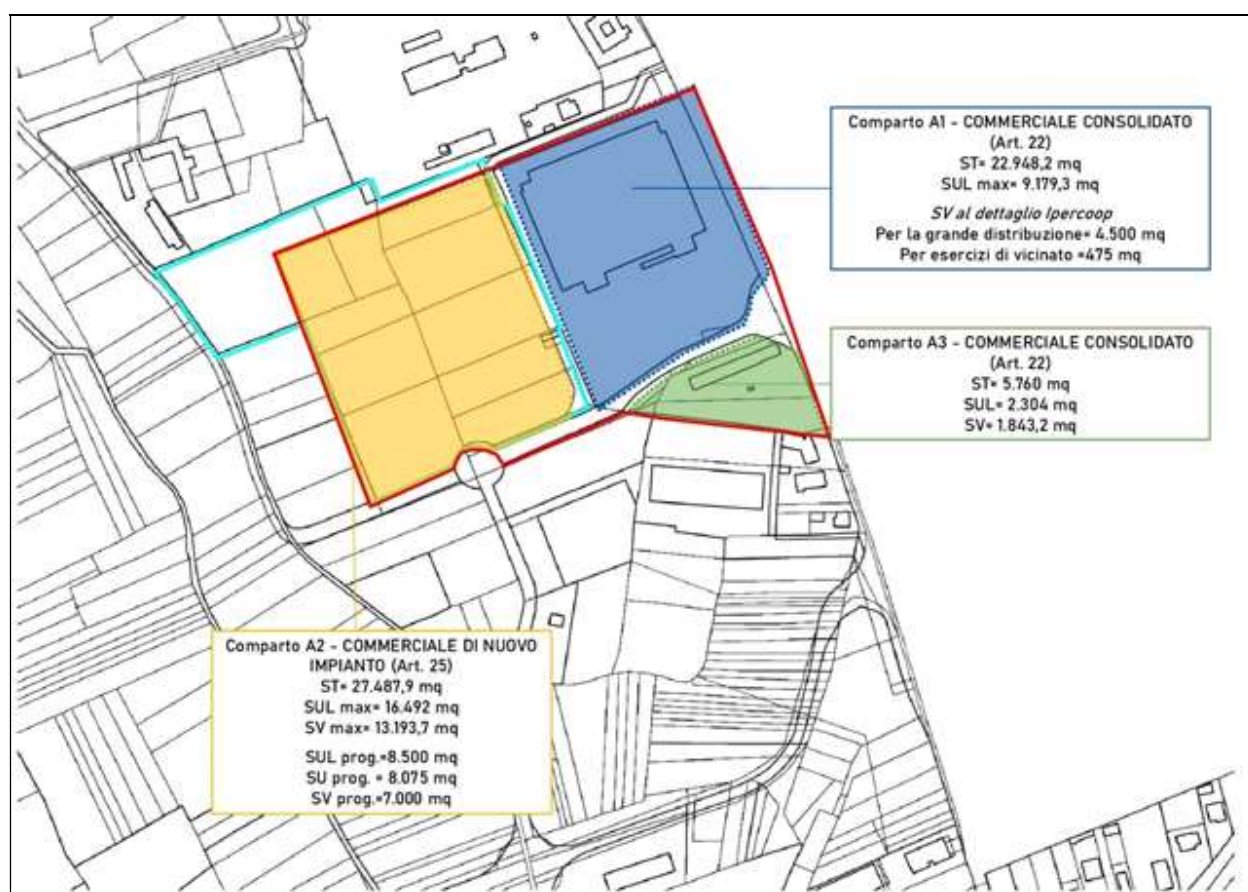 Comparto A1 - COMMERCIALE CONSOLIDATO
(Art. 22)
ST= 22.948,2 mq
SUL max= 9.179,3 mq
SV al dettaglio Ipercoop
Per la grande distribuzione= 4.500 mq
Per esercizi di vicinato =475 mq
Comparto A3 - COMMERCIALE CONSOLIDATO
(Art. 22)
ST= 5.760 mq
SUL= 2.304 mq
SV= 1.843,2 mq
Comparto A2 - COMMERCIALE DI NUOVO
IMPIANTO (Art. 25)
ST= 27.487,9 mq
SUL max= 16.492 mq
SV max= 13.193,7 mq
SUL prog.=8.500 mq
SU prog. = 8.075 mq
SV prog.=7.000 mq